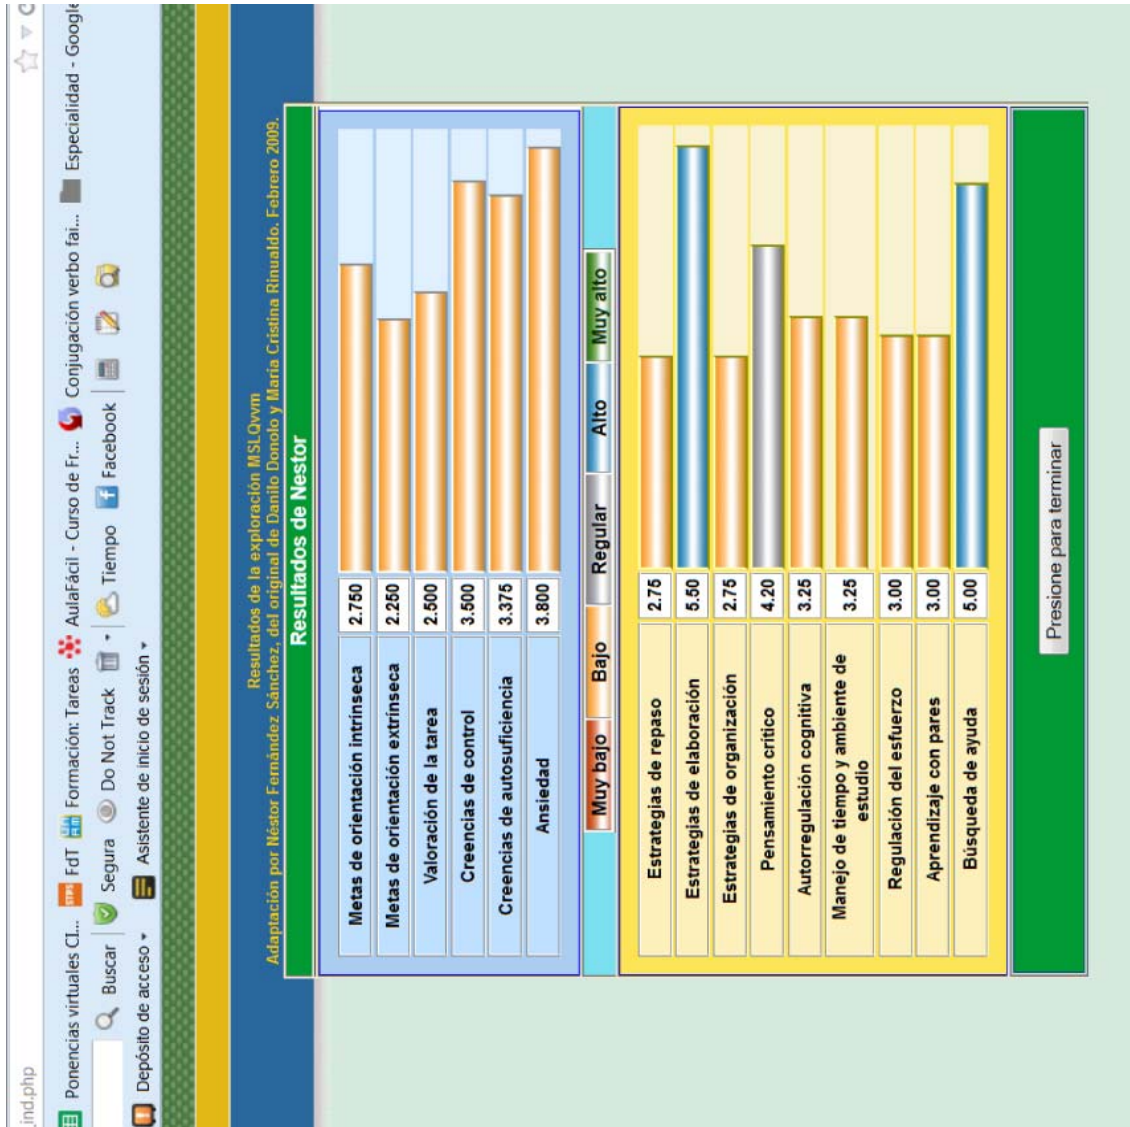 _ind.php
Ponencias virtuales CI... FdT Formación: Tareas AulaFácil - Curso de Fr... Conjugación verbo fai... Especialidad - Google
Buscar Segura Do Not Track Tiempo Facebook
Depósito de acceso Asistente de inicio de sesión
Resultados de la exploración MSLQvvm
Adaptación por Néstor Fernández Sánchez, del original de Danilo Donolo y María Cristina Rinualdo. Febrero 2009.
Resultados de Nestor
Metas de orientación intrínseca 2.750
Metas de orientación extrínseca 2.250
Valoración de la tarea 2.500
Creencias de control 3.500
Creencias de autosuficiencia 3.375
Ansiedad 3.800
Muy bajo Bajo Regular Alto Muy alto
Estrategias de repaso 2.75
Estrategias de elaboración 5.50
Estrategias de organización 2.75
Pensamiento crítico 4.20
Autorregulación cognitiva 3.25
Manejo de tiempo y ambiente de
estudio 3.25
Regulación del esfuerzo 3.00
Aprendizaje con pares 3.00
Búsqueda de ayuda 5.00
Presione para terminar